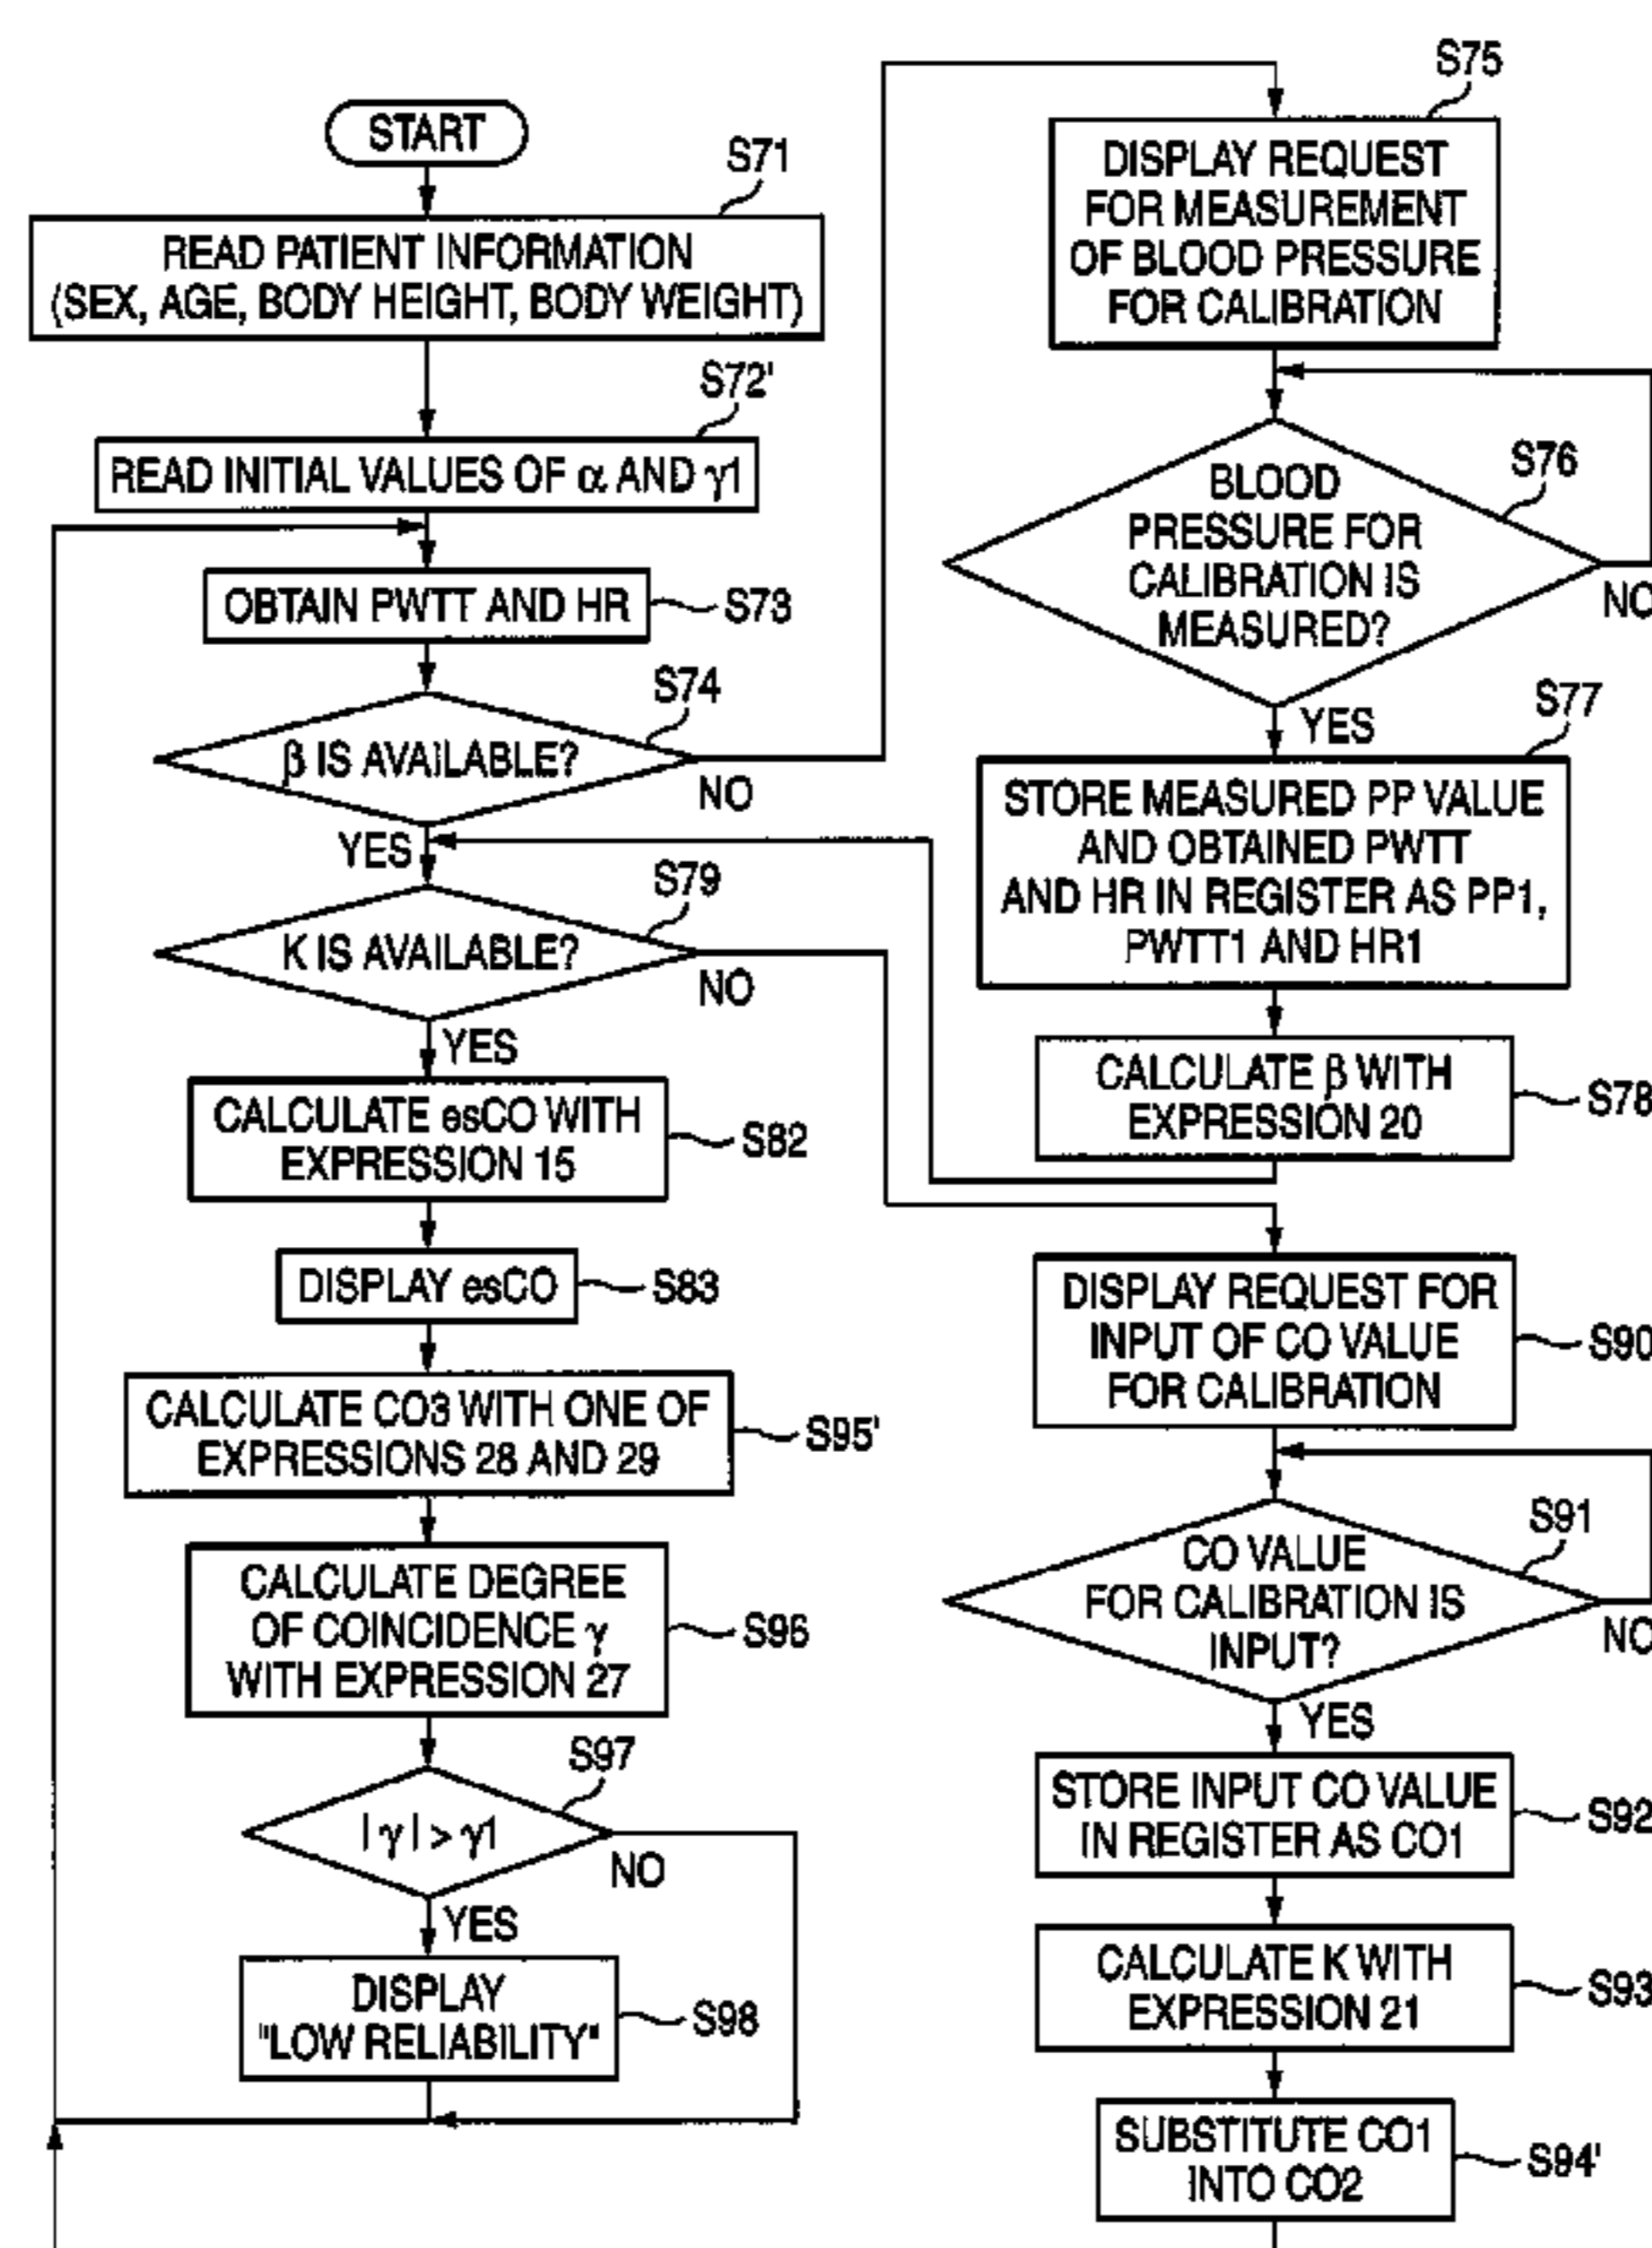 START
S71
READ PATIENT INFORMATION
(SEX, AGE, BODY HEIGHT, BODY WEIGHT)
S72'
READ INITIAL VALUES OF α AND γ1
OBTAIN PWTT AND HR
S73
S74
β IS AVAILABLE?
NO
YES
S79
K IS AVAILABLE?
NO
YES
CALCULATE esCO WITH
EXPRESSION 15
S82
DISPLAY esCO
S83
CALCULATE CO3 WITH ONE OF
EXPRESSIONS 28 AND 29
S95'
CALCULATE DEGREE
OF COINCIDENCE γ
WITH EXPRESSION 27
S96
S97
| γ | > γ1
NO
YES
DISPLAY
"LOW RELIABILITY"
S98
S75
DISPLAY REQUEST
FOR MEASUREMENT
OF BLOOD PRESSURE
FOR CALIBRATION
S76
BLOOD
PRESSURE FOR
CALIBRATION IS
MEASURED?
NO
YES
S77
STORE MEASURED PP VALUE
AND OBTAINED PWTT
AND HR IN REGISTER AS PP1,
PWTT1 AND HR1
CALCULATE β WITH
EXPRESSION 20
S78
DISPLAY REQUEST FOR
INPUT OF CO VALUE
FOR CALIBRATION
S90
S91
CO VALUE
FOR CALIBRATION IS
INPUT?
NO
YES
STORE INPUT CO VALUE
IN REGISTER AS CO1
S92
CALCULATE K WITH
EXPRESSION 21
S93
SUBSTITUTE CO1
INTO CO2
S94'